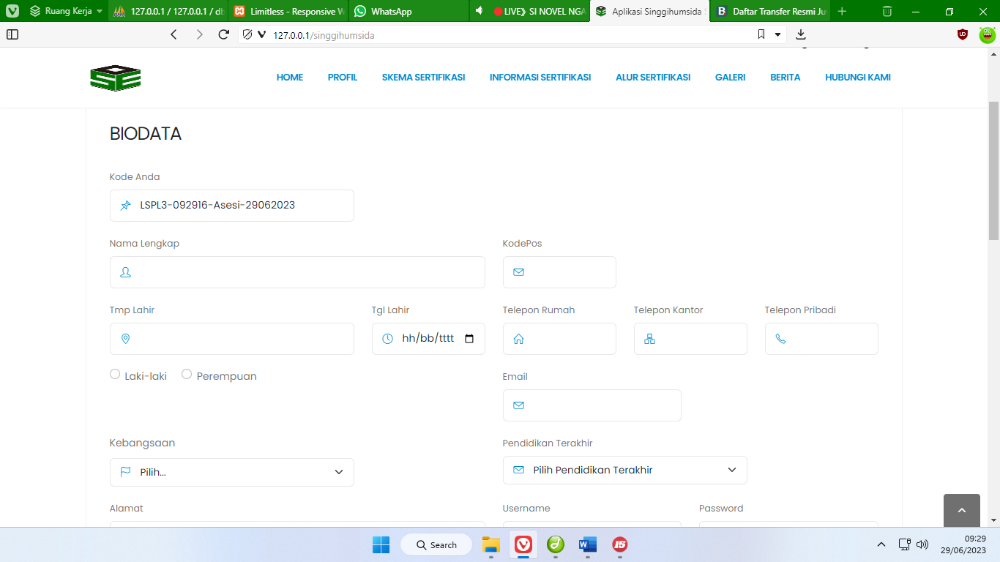 Ruang Kerja
127.0.0.1 / 127.0.0.1 / db
Limitless - Responsive W
WhatsApp
LIVE》SI NOVEL NGA
Aplikasi Singgihumsida S
Daftar Transfer Resmi Ju
127.0.0.1/singgihumsida
HOME PROFIL SKEMA SERTIFIKASI INFORMASI SERTIFIKASI ALUR SERTIFIKASI GALERI BERITA HUBUNGI KAMI
BIODATA
Kode Anda
LSPL3-092916-Asesi-29062023
Nama Lengkap KodePos
Tmp Lahir Tgl Lahir Telepon Rumah Telepon Kantor Telepon Pribadi
hh/bb/tttt
Laki-laki Perempuan Email
Kebangsaan Pendidikan Terakhir
Pilih... Pilih Pendidikan Terakhir
Alamat Username Password
Search
09:29
29/06/2023